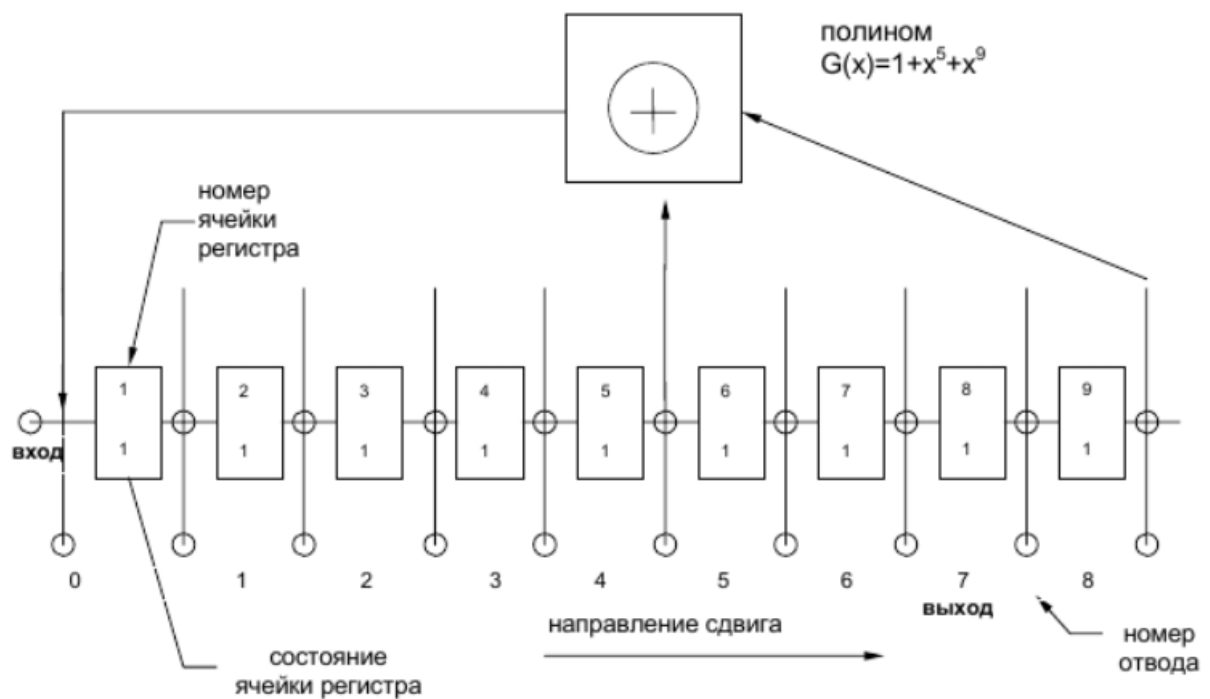 полином
G(x)=1+x⁵+x⁹
номер
ячейки
регистра
1 2 3 4 5 6 7 8 9
вход
1 1 1 1 1 1 1 1 1
0 1 2 3 4 5 6 7 8
выход
направление сдвига
номер
отвода
состояние
ячейки регистра